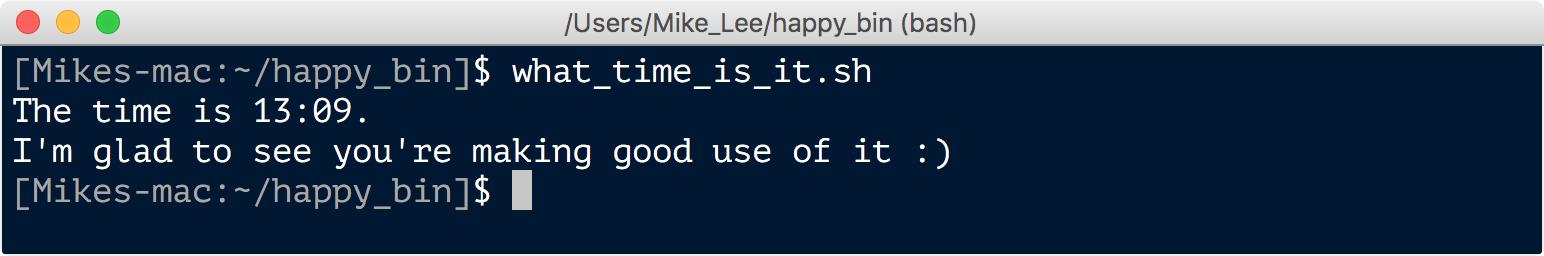 /Users/Mike_Lee/happy_bin (bash)
[Mikes-mac:~/happy_bin]$ what_time_is_it.sh
The time is 13:09.
I'm glad to see you're making good use of it :)
[Mikes-mac:~/happy_bin]$